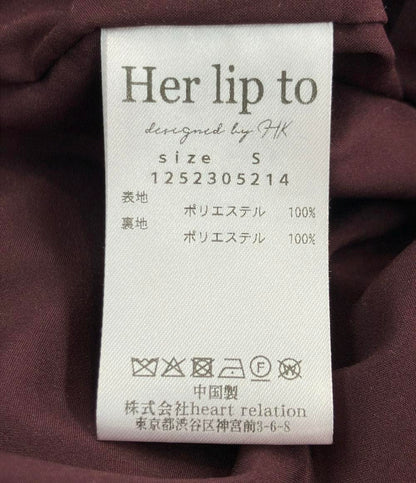 Her lip to
designed by HK
size S
1252305214
表地
ポリエステル 100%
裏地
ポリエステル 100%
中国製
株式会社heart relation
東京都渋谷区神宮前3-6-8